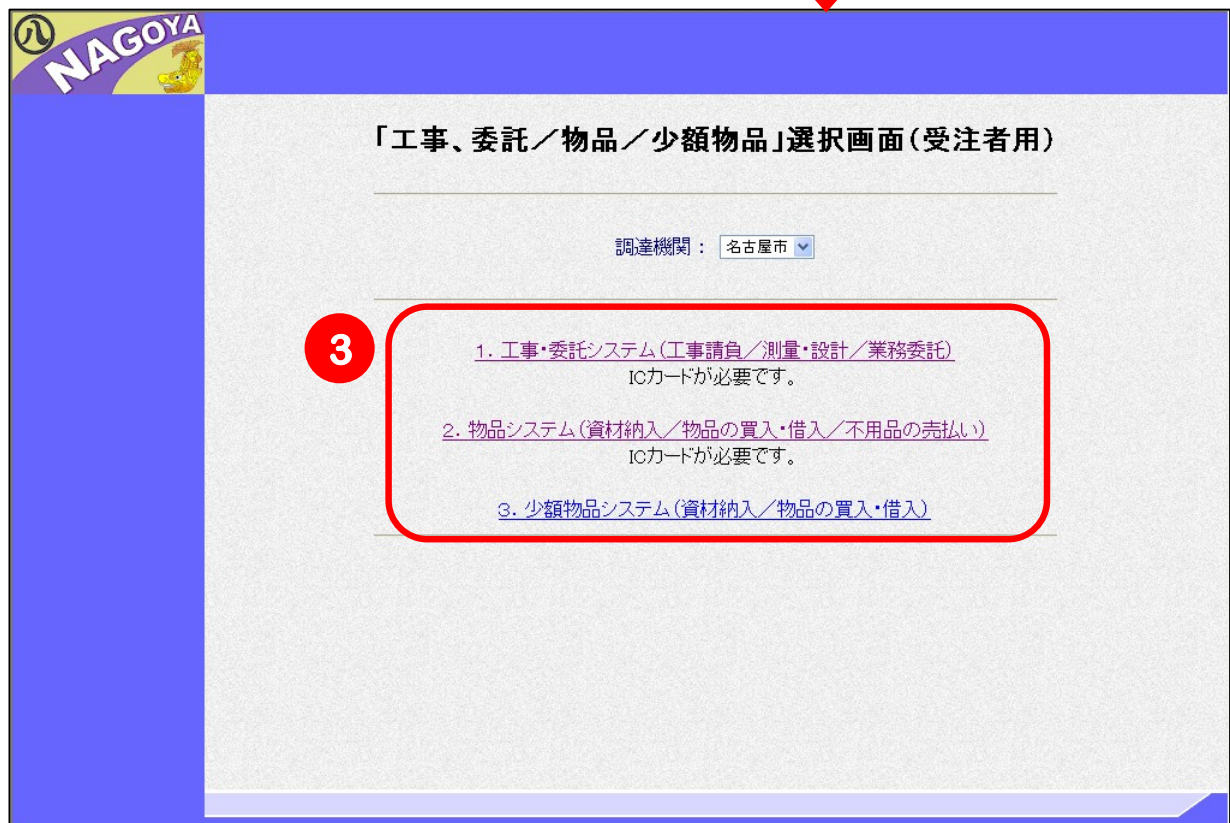 八
NAGOYA
「工事、委託／物品／少額物品」選択画面（受注者用）
調達機関： 名古屋市
3
1. 工事・委託システム（工事請負／測量・設計／業務委託）
ICカードが必要です。
2. 物品システム（資材納入／物品の買入・借入／不用品の売払い）
ICカードが必要です。
3. 少額物品システム（資材納入／物品の買入・借入）